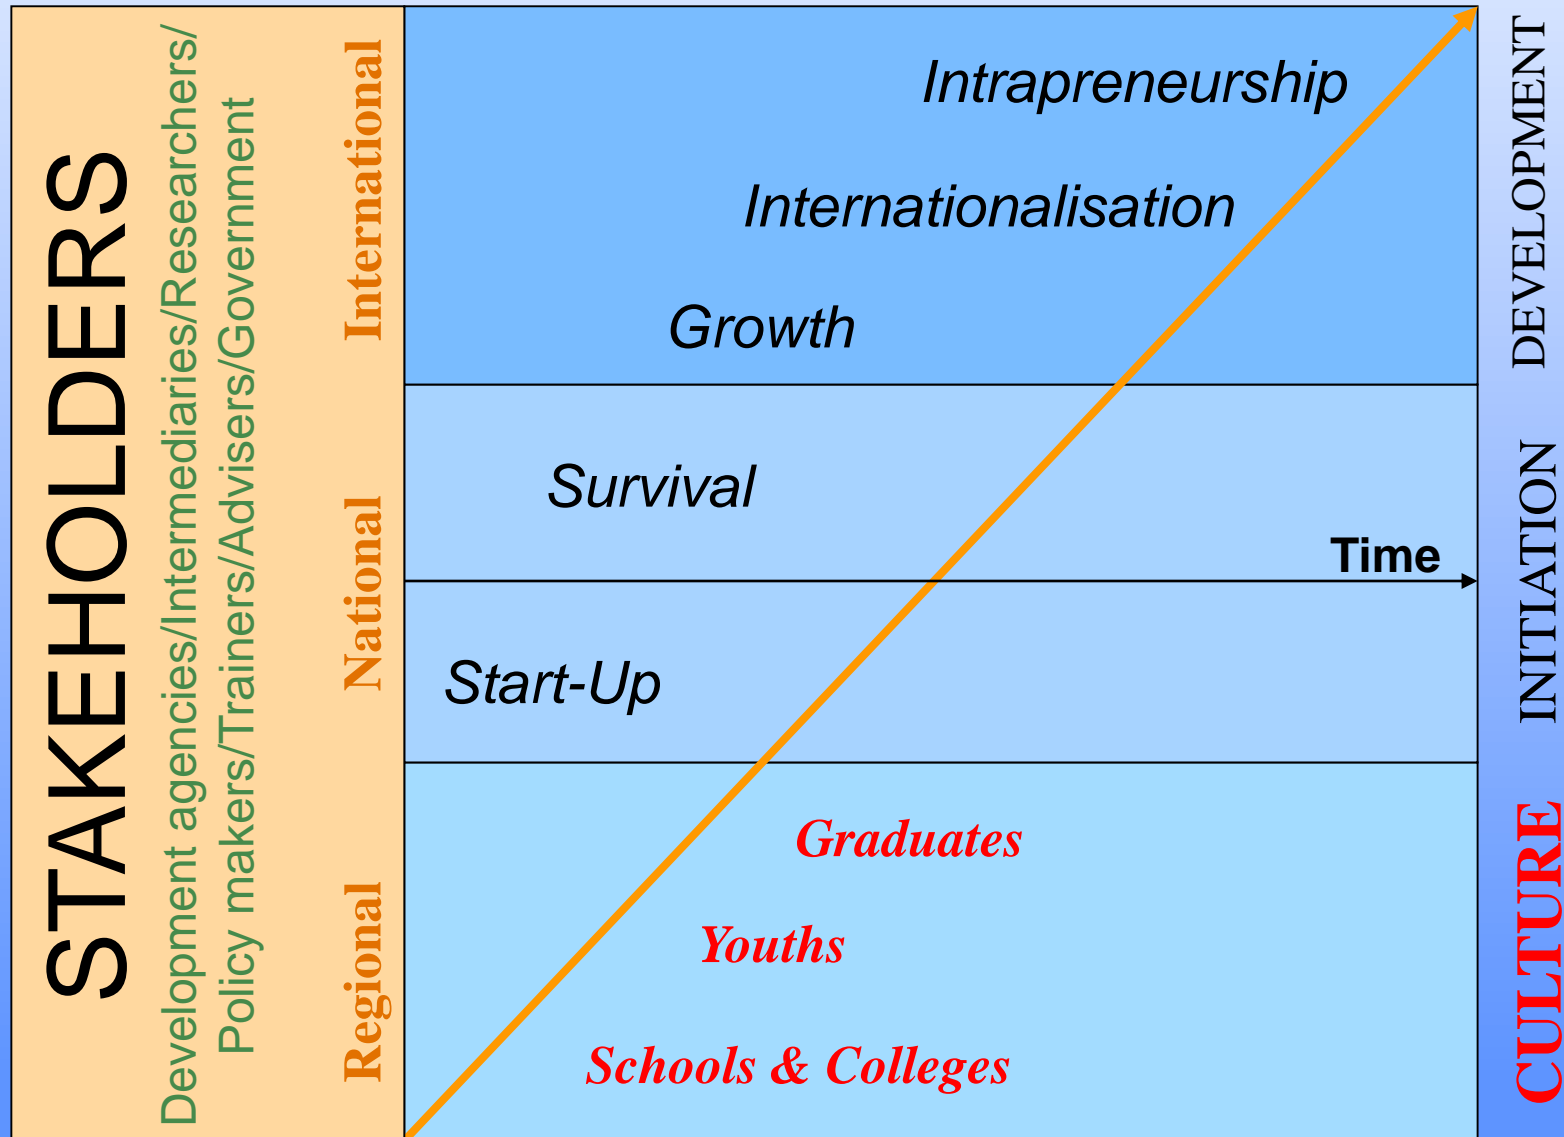 STAKEHOLDERS
Development agencies/Intermediaries/Researchers/
Policy makers/Trainers/Advisers/Government
International
National
Regional
Intrapreneurship
Internationalisation
Growth
Survival
Time
Start-Up
Graduates
Youths
Schools & Colleges
DEVELOPMENT
INITIATION
CULTURE